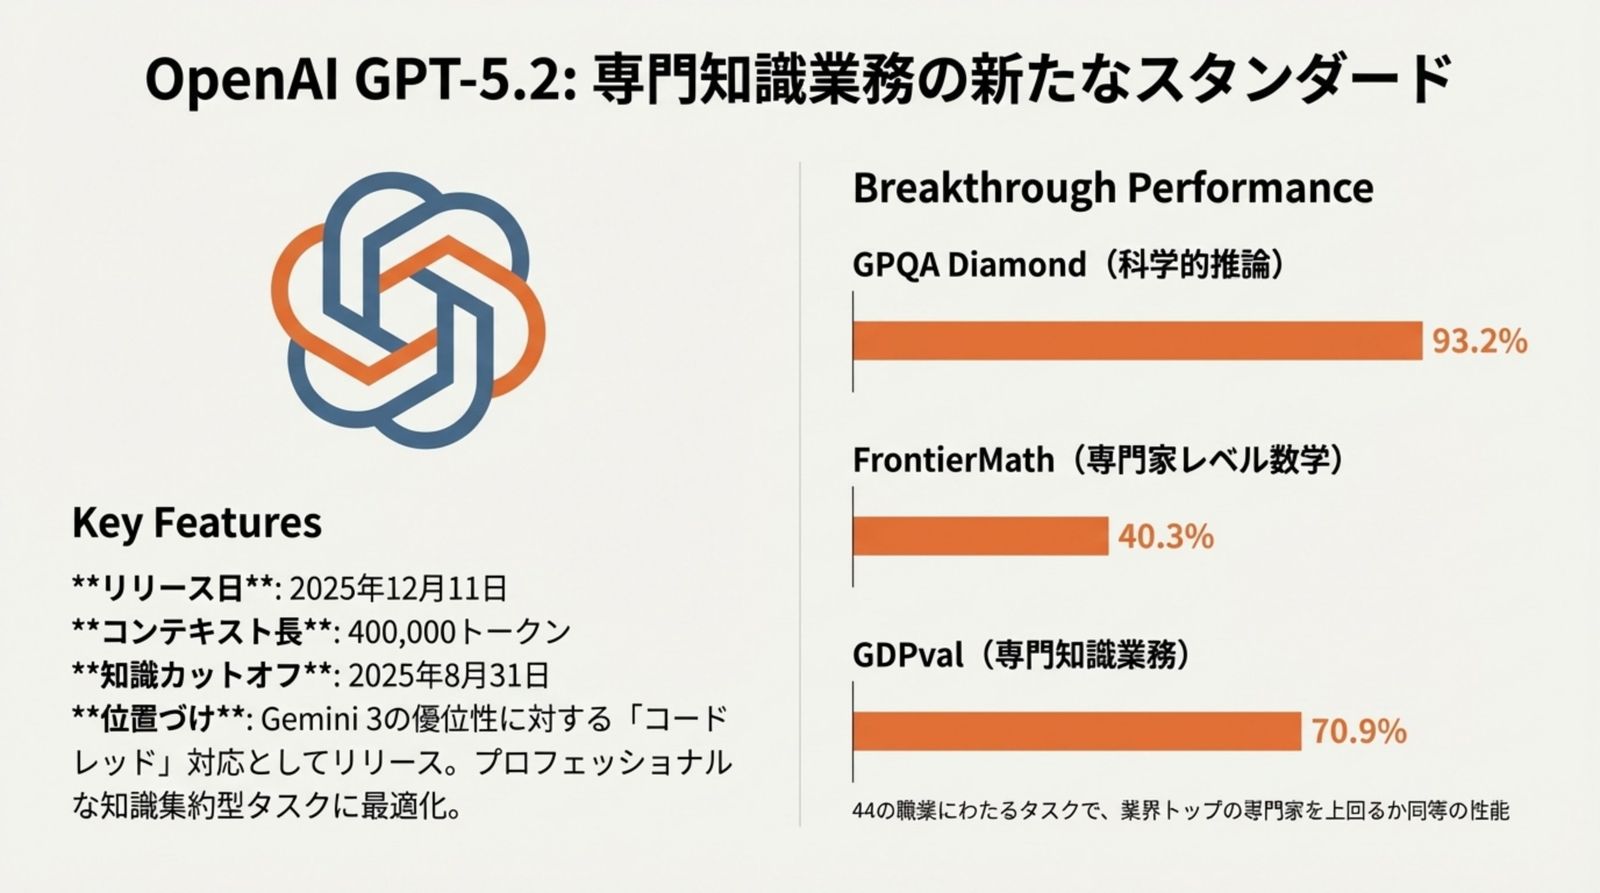 OpenAI GPT-5.2: 専門知識業務の新たなスタンダード
Key Features
**リリース日**: 2025年12月11日
**コンテキスト長**: 400,000トークン
**知識カットオフ**: 2025年8月31日
**位置づけ**: Gemini 3の優位性に対する「コード
レッド」対応としてリリース。プロフェッショナル
な知識集約型タスクに最適化。
Breakthrough Performance
GPQA Diamond（科学的推論）
93.2%
FrontierMath（専門家レベル数学）
40.3%
GDPval（専門知識業務）
70.9%
44の職業にわたるタスクで、業界トップの専門家を上回るか同等の性能